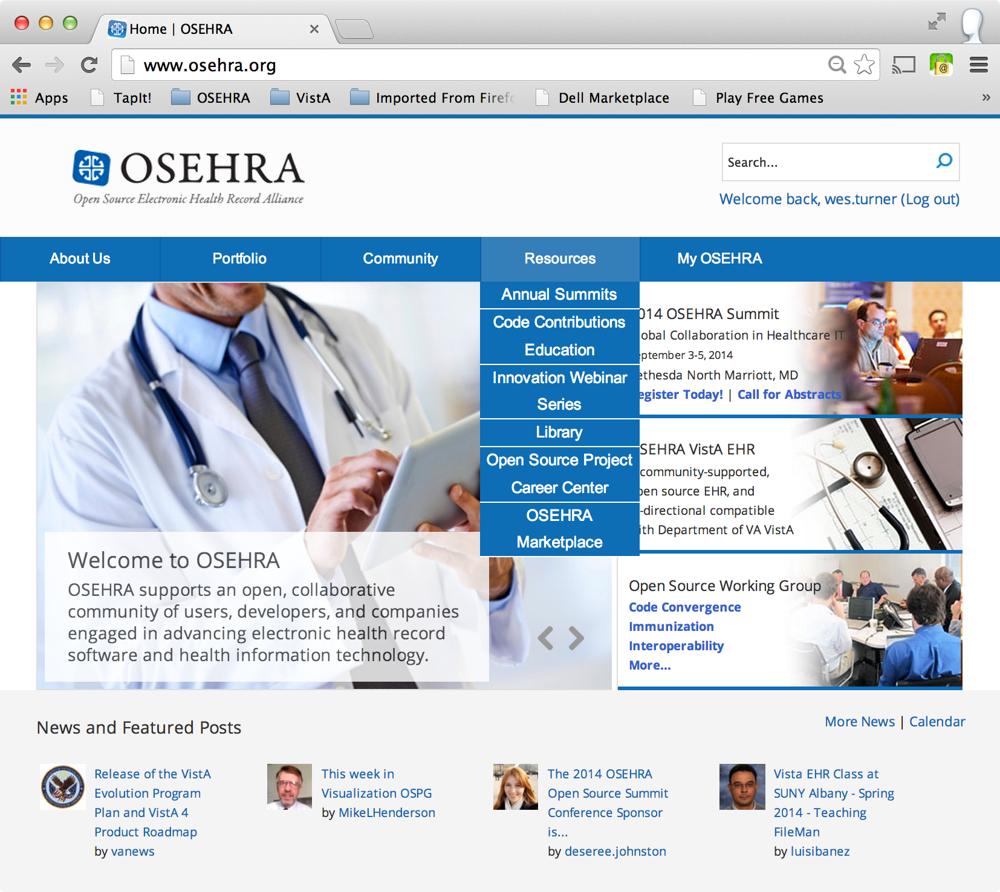 Home | OSEHRA
www.osehra.org
Apps TapIt! OSEHRA VistA Imported From Firefo Dell Marketplace Play Free Games »
OSEHRA
Open Source Electronic Health Record Alliance
Search...
Welcome back, wes.turner (Log out)
About Us Portfolio Community Resources My OSEHRA
Annual Summits
Code Contributions
Education
Innovation Webinar
Series
Library
Open Source Project
Career Center
OSEHRA
Marketplace
014 OSEHRA Summit
lobal Collaboration in Healthcare IT
eptember 3-5, 2014
ethesda North Marriott, MD
egister Today! | Call for Abstracts
SEHRA VistA EHR
community-supported,
pen source EHR, and
-directional compatible
ith Department of VA VistA
Open Source Working Group
Code Convergence
Immunization
Interoperability
More...
Welcome to OSEHRA
OSEHRA supports an open, collaborative
community of users, developers, and companies
engaged in advancing electronic health record
software and health information technology.
News and Featured Posts
More News | Calendar
Release of the VistA
Evolution Program
Plan and VistA 4
Product Roadmap
by vanews
This week in
Visualization OSPG
by MikeLHenderson
The 2014 OSEHRA
Open Source Summit
Conference Sponsor
is...
by deseree.johnston
Vista EHR Class at
SUNY Albany - Spring
2014 - Teaching
FileMan
by luisibanez